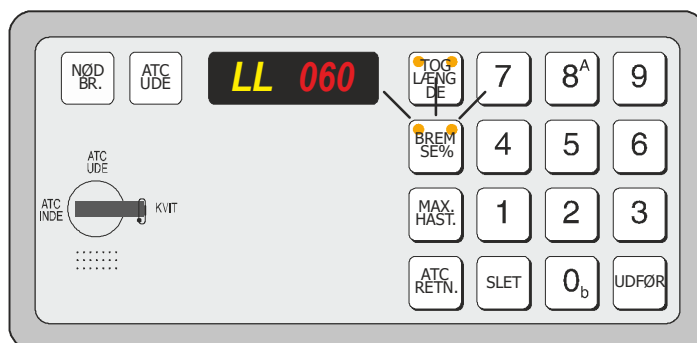 NØD
BR.
ATC
UDE
LL 060
TOG
LÆNG
DE
7
8A
9
BREM
SE%
4
5
6
ATC
UDE
ATC
INDE
KVIT
MAX.
HAST.
1
2
3
ATC
RETN.
SLET
0b
UDFØR